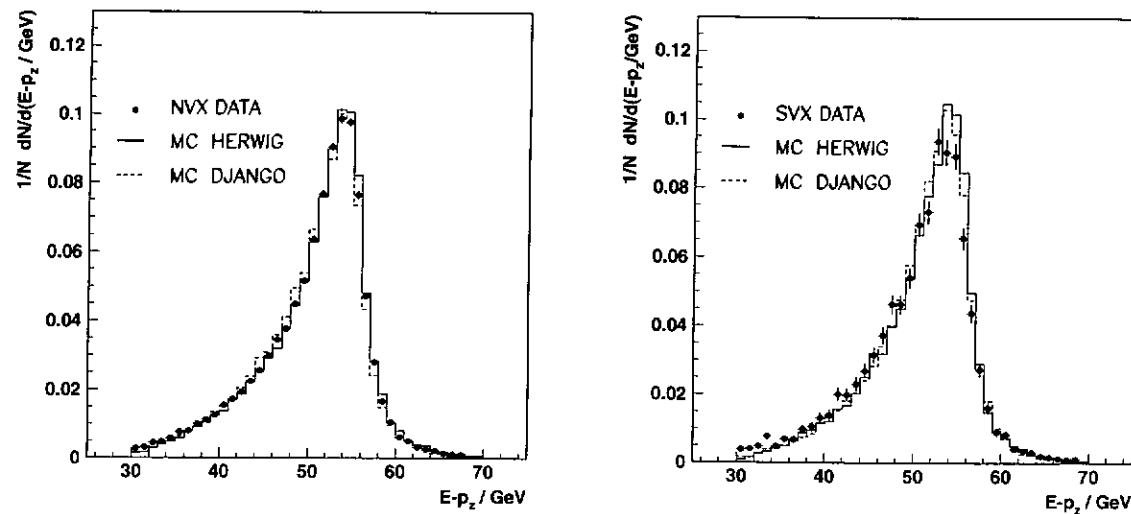 1/N dN/d(E-p_z / GeV)
0.12
0.1
0.08
0.06
0.04
0.02
0
NVX DATA
MC HERWIG
MC DJANGO
30 40 50 60 70
E-p_z / GeV
1/N dN/d(E-p_z/GeV)
0.12
0.1
0.08
0.06
0.04
0.02
0
SVX DATA
MC HERWIG
MC DJANGO
30 40 50 60 70
E-p_z / GeV